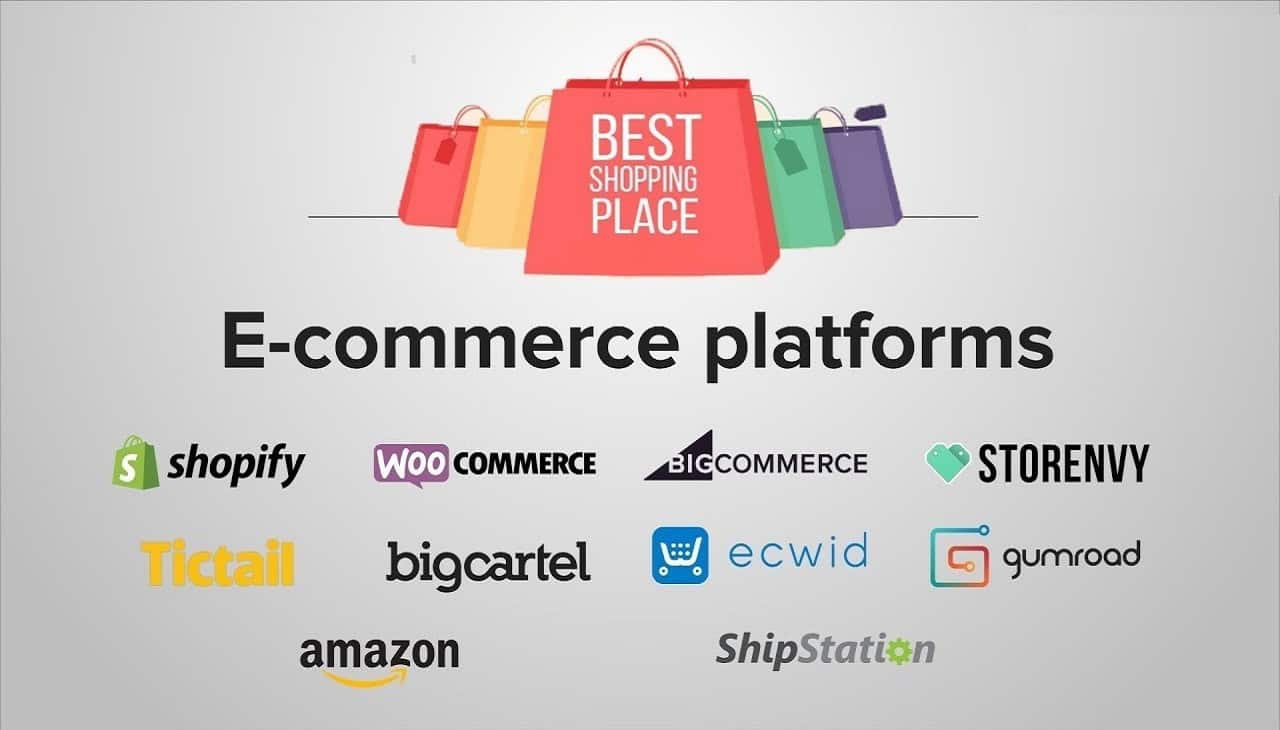 BEST
SHOPPING
PLACE
E-commerce platforms
S shopify WOO COMMERCE BIGCOMMERCE STORENVY
Tictail bigcartel ecwid gumroad
amazon ShipStation